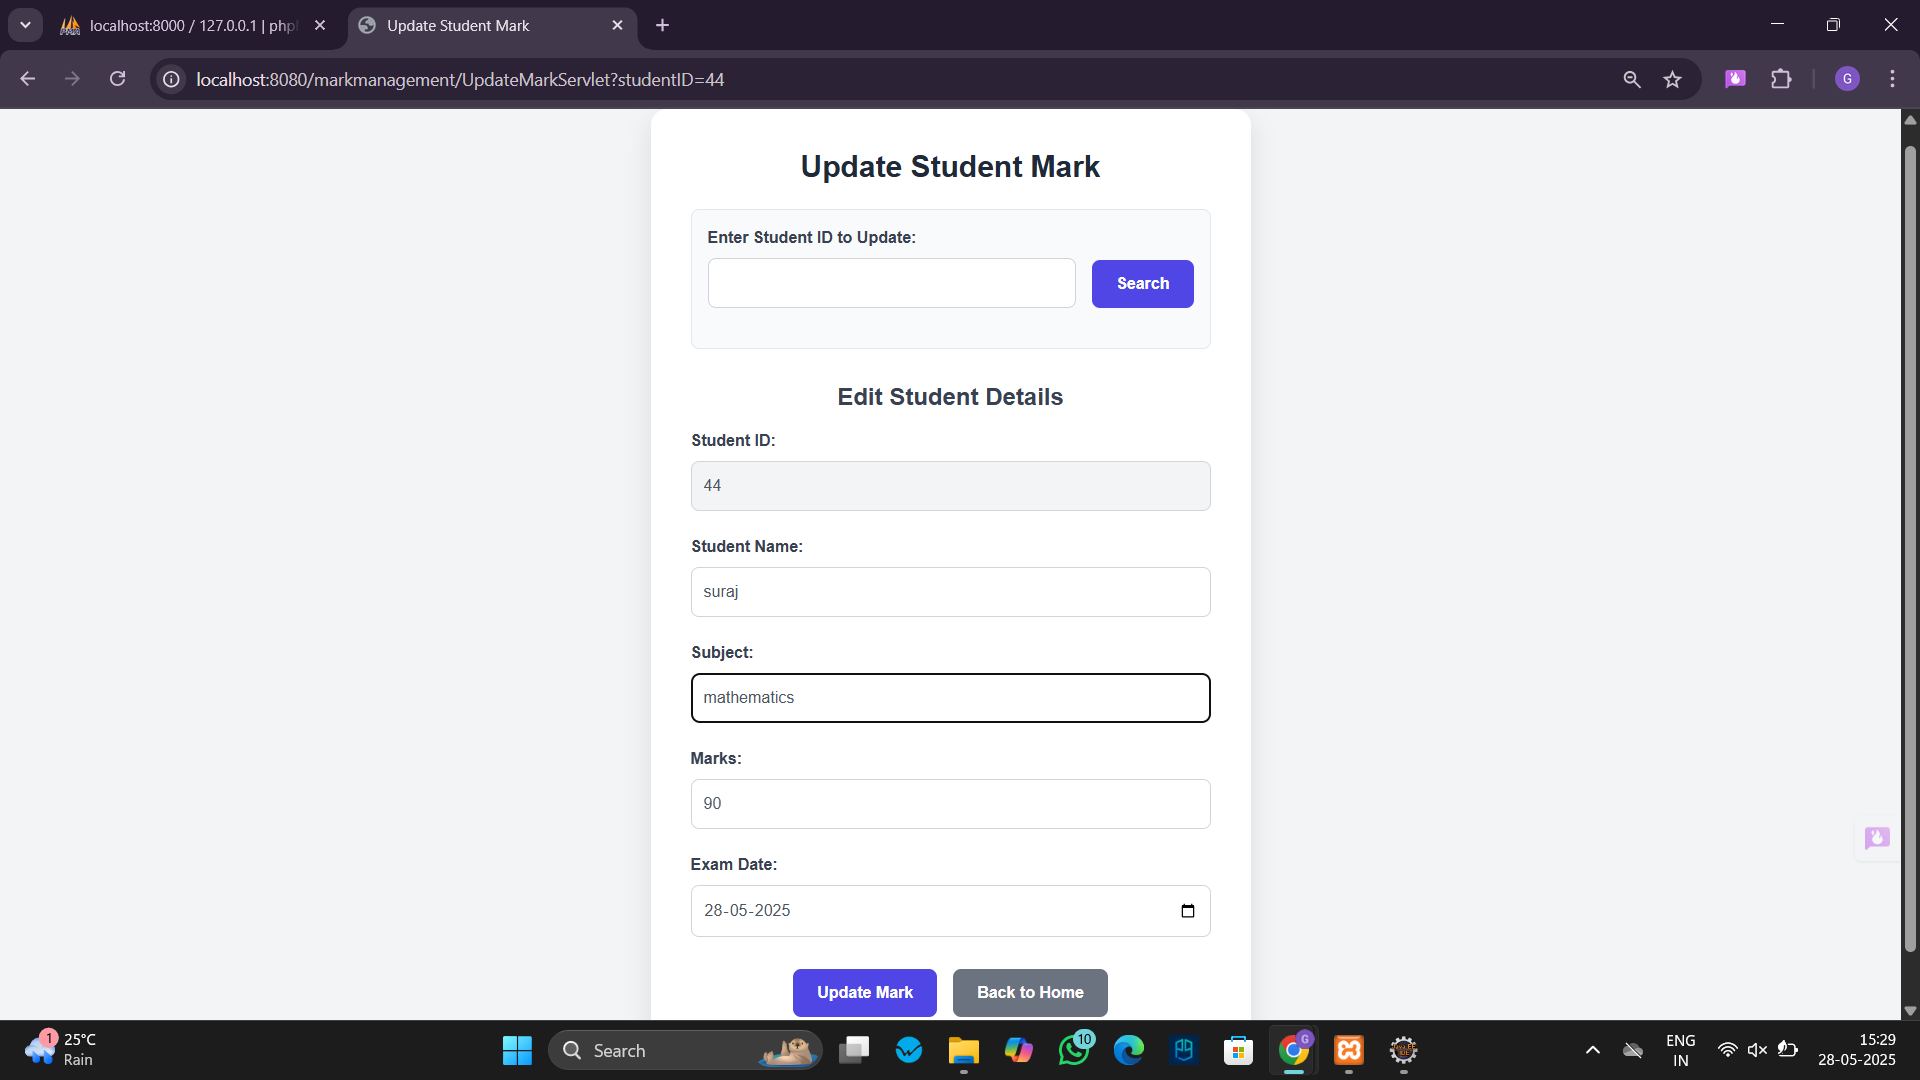 localhost:8000 / 127.0.0.1 | php
Update Student Mark
localhost:8080/markmanagement/UpdateMarkServlet?studentID=44
G
Update Student Mark
Enter Student ID to Update:
Search
Edit Student Details
Student ID:
44
Student Name:
suraj
Subject:
mathematics
Marks:
90
Exam Date:
28-05-2025
Update Mark
Back to Home
1
25°C
Rain
Search
10
G
ENG
IN
15:29
28-05-2025